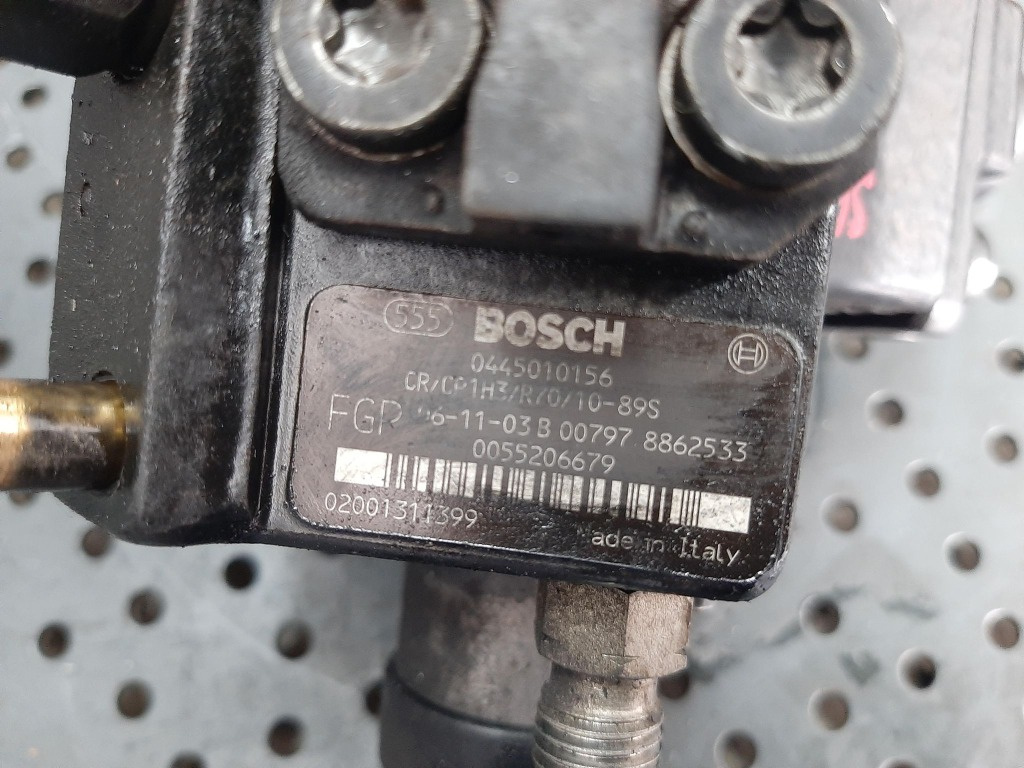 555 BOSCH
0445010156
CR/CP1H3/R70/10-89S
FGP 06-11-03 B 00797 8862533
0055206679
02001311399
ade in Italy